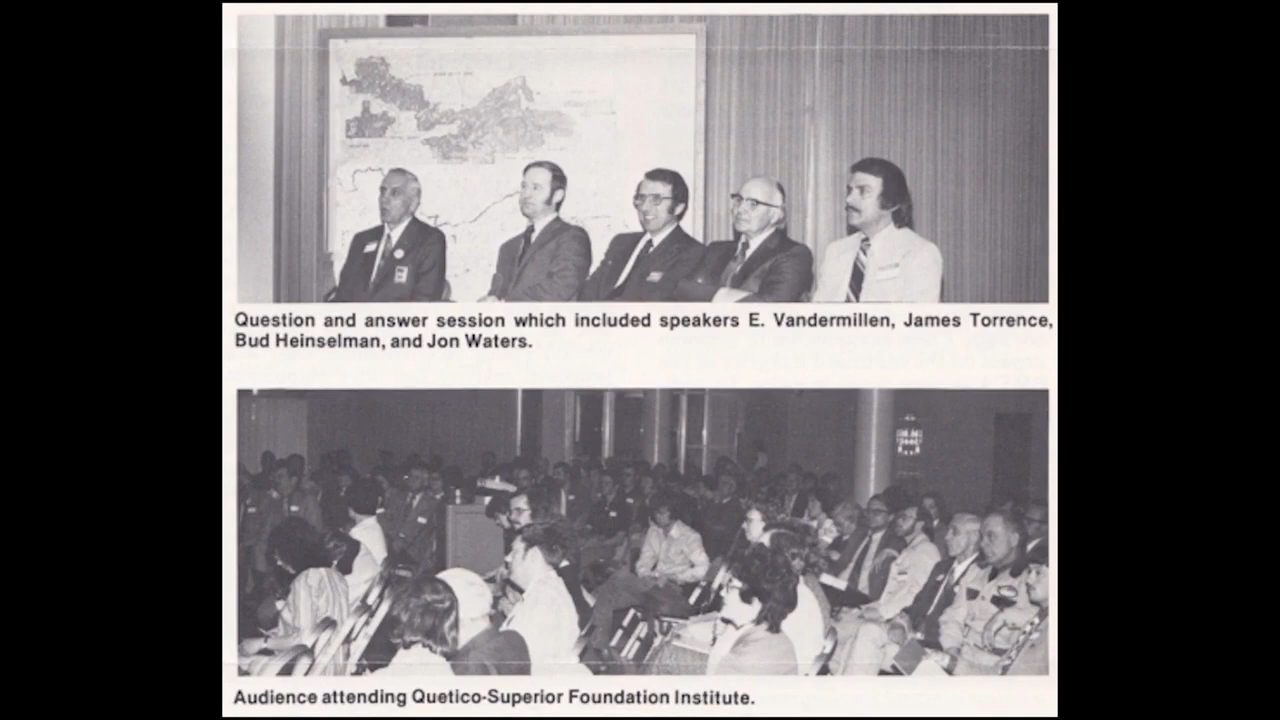 Question and answer session which included speakers E. Vandermillen, James Torrence,
Bud Heinselman, and Jon Waters.
Audience attending Quetico-Superior Foundation Institute.